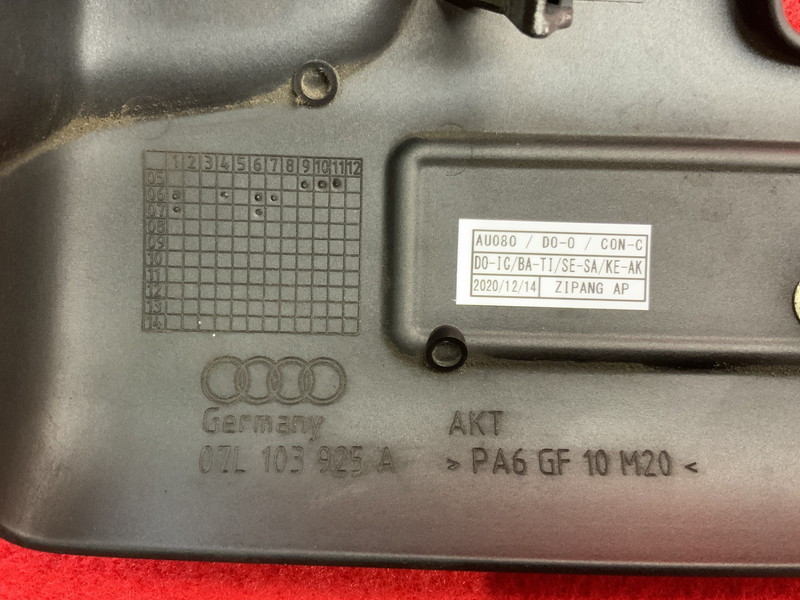 1 2 3 4 5 6 7 8 9 10 11 12
05
06
07
08
09
10
11
12
13
14
AU080 / DO-O / CON-C
DO-IC/BA-TI/SE-SA/KE-AK
2020/12/14 ZIPANG AP
Germany
07L 103 925 A
AKT
> PA6 GF 10 M20 <